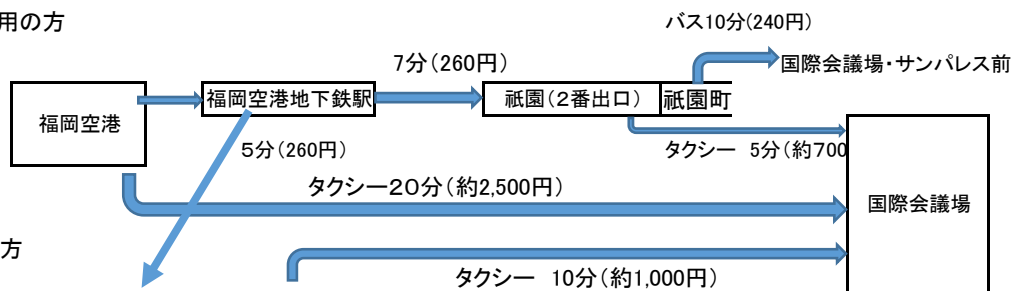 用の方
バス10分(240円)
7分(260円)
国際会議場・サンパレス前
福岡空港
福岡空港地下鉄駅
祇園(2番出口)
祇園町
5分(260円)
タクシー 5分(約700
タクシー20分(約2,500円)
国際会議場
方
タクシー 10分(約1,000円)